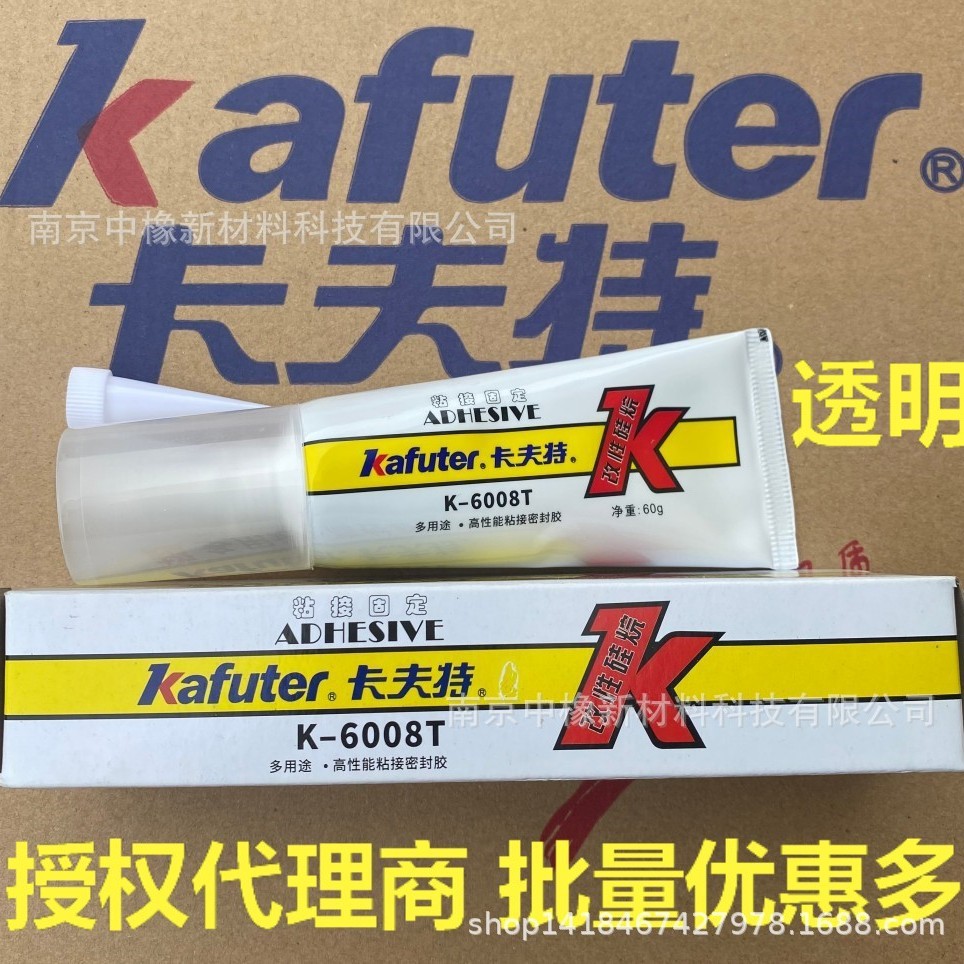 Kafuter®
南京中橡新材料科技有限公司
卡夫特®
透明
粘接固定
ADHESIVE
Kafuter® 卡夫特®
改性硅烷
K-6008T
净重:60g
多用途 · 高性能粘接密封胶
质
粘接固定
ADHESIVE
Kafuter® 卡夫特®
改性硅烷
南京中橡新材料科技有限公司
K-6008T
多用途 · 高性能粘接密封胶
授权代理商 批量优惠多
shop1418467427978.1688.com